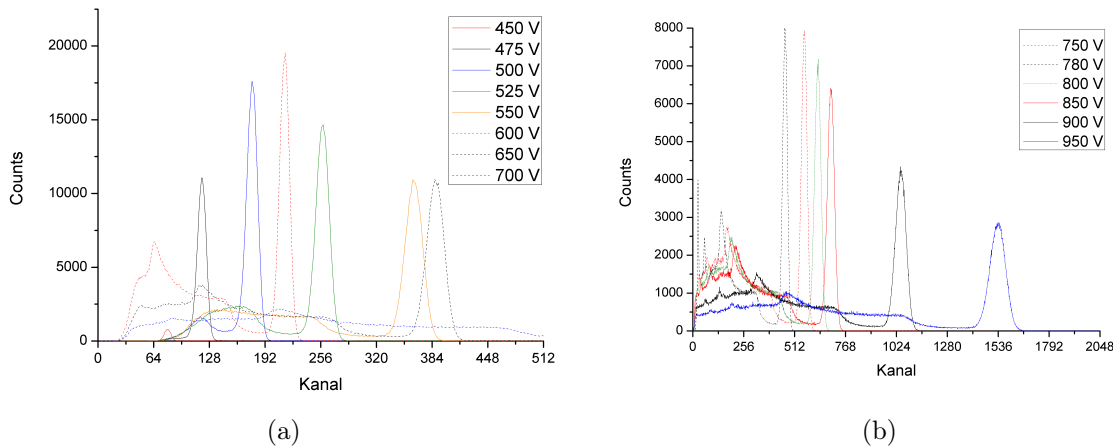 20000
15000
10000
5000
0
Counts
0 64 128 192 256 320 384 448 512
Kanal
450 V
475 V
500 V
525 V
550 V
600 V
650 V
700 V
(a)
8000
7000
6000
5000
4000
3000
2000
1000
0
Counts
0 256 512 768 1024 1280 1536 1792 2048
Kanal
750 V
780 V
800 V
850 V
900 V
950 V
(b)